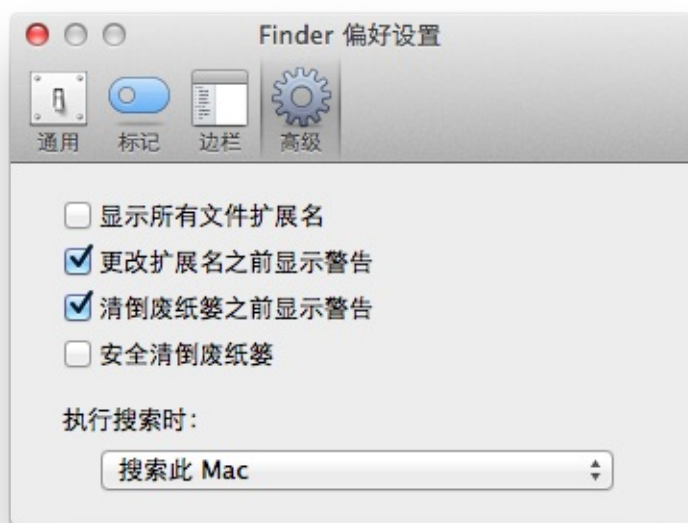 Finder 偏好设置
通用 标记 边栏 高级
显示所有文件扩展名
更改扩展名之前显示警告
清倒废纸篓之前显示警告
安全清倒废纸篓
执行搜索时：
搜索此 Mac